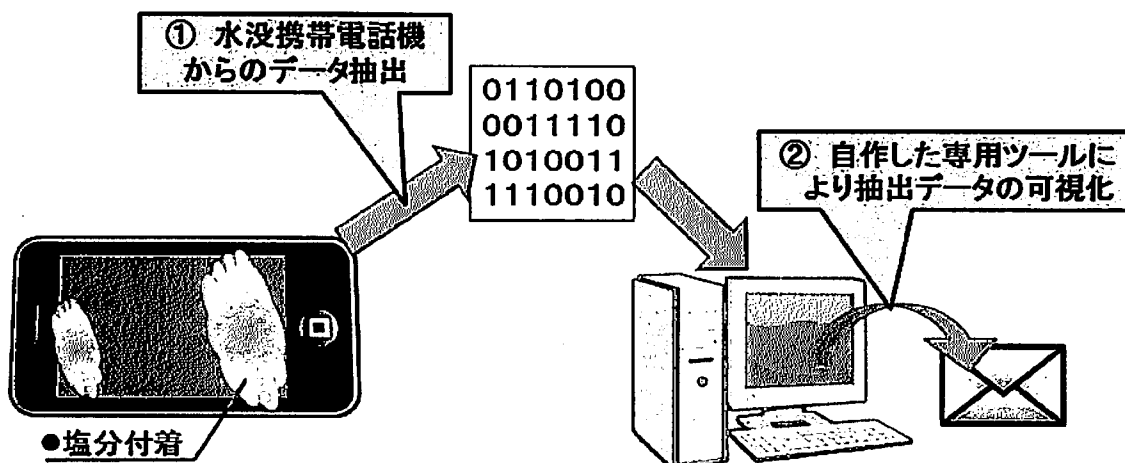 ① 水没携帯電話機
からのデータ抽出
0110100
0011110
1010011
1110010
② 自作した専用ツールに
より抽出データの可視化
●塩分付着